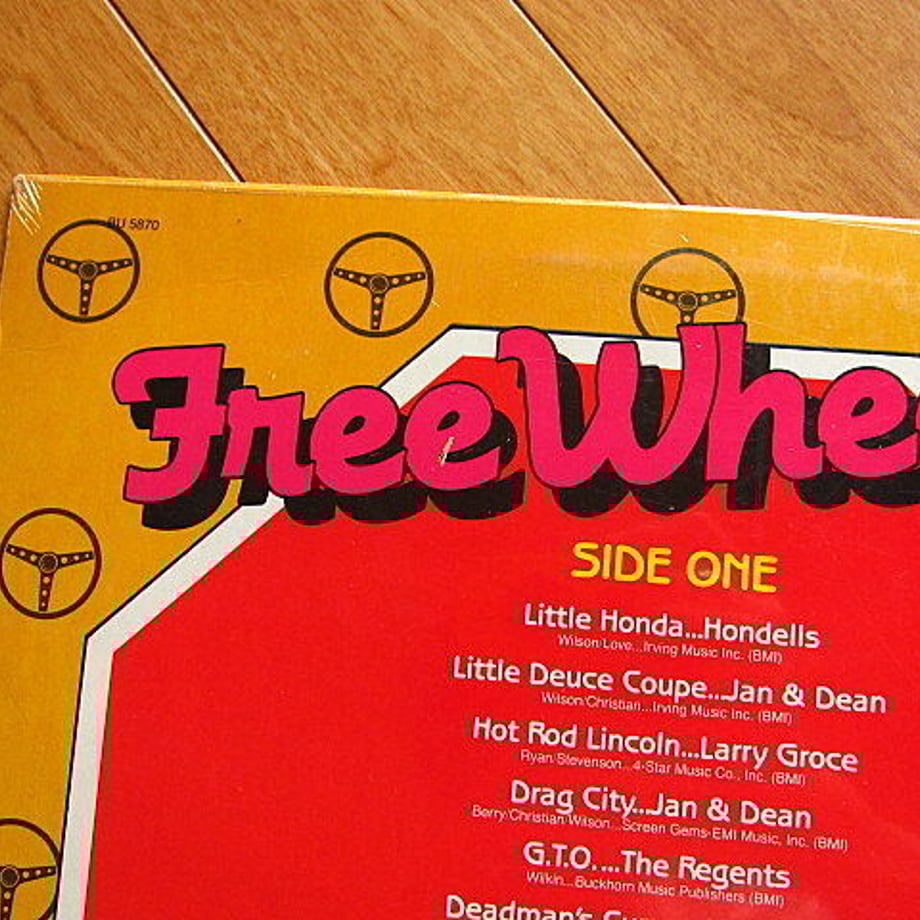 BU 5870
Free Whe
SIDE ONE
Little Honda...Hondells
Wilson/Love...Irving Music Inc. (BMI)
Little Deuce Coupe...Jan & Dean
Wilson/Christian...Irving Music Inc. (BMI)
Hot Rod Lincoln...Larry Groce
Ryan/Stevenson...4-Star Music Co., Inc. (BMI)
Drag City...Jan & Dean
Berry/Christian/Wilson...Screen Gems-EMI Music, Inc. (BMI)
G.T.O....The Regents
Wilkin...Buckhorn Music Publishers (BMI)
Deadman's